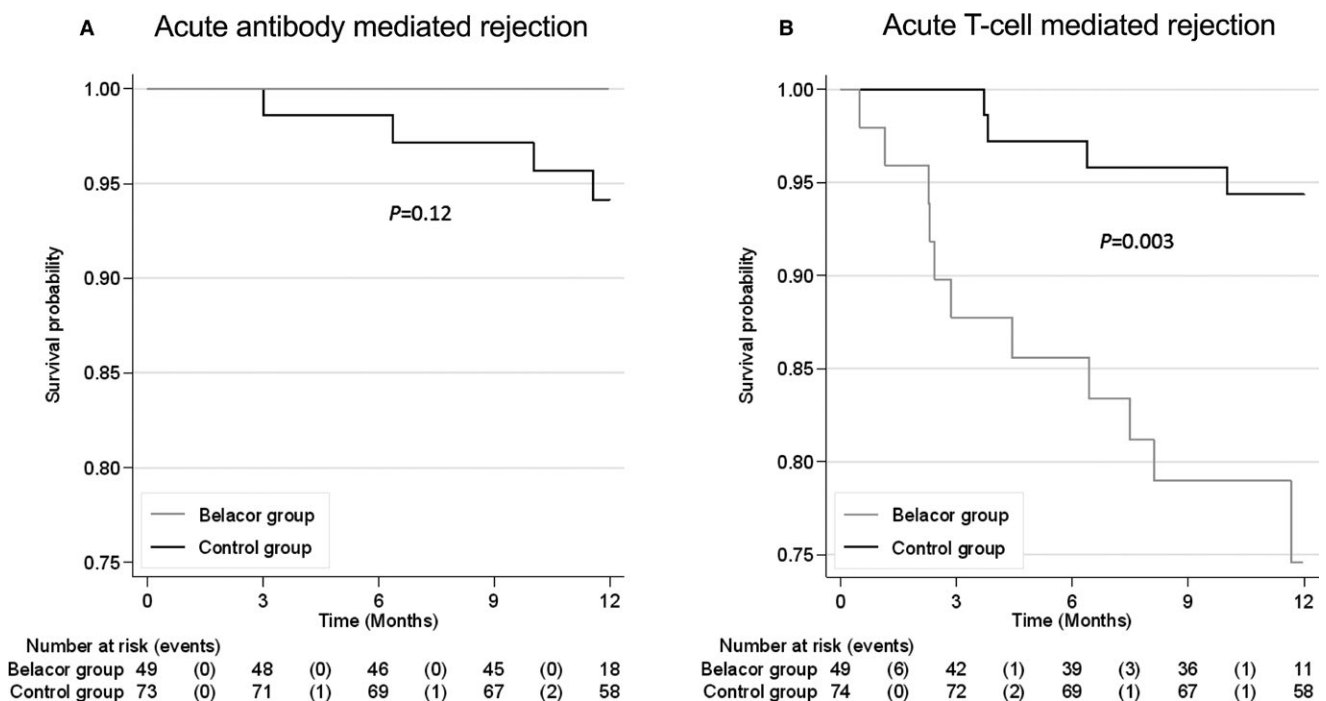 A Acute antibody mediated rejection
1.00
0.95
0.90
0.85
0.80
0.75
Survival probability
P=0.12
Belacor group
Control group
0 3 6 9 12
Time (Months)
Number at risk (events)
Belacor group 49 (0) 48 (0) 46 (0) 45 (0) 18
Control group 73 (0) 71 (1) 69 (1) 67 (2) 58
B Acute T-cell mediated rejection
1.00
0.95
0.90
0.85
0.80
0.75
Survival probability
P=0.003
Belacor group
Control group
0 3 6 9 12
Time (Months)
Number at risk (events)
Belacor group 49 (6) 42 (1) 39 (3) 36 (1) 11
Control group 74 (0) 72 (2) 69 (1) 67 (1) 58